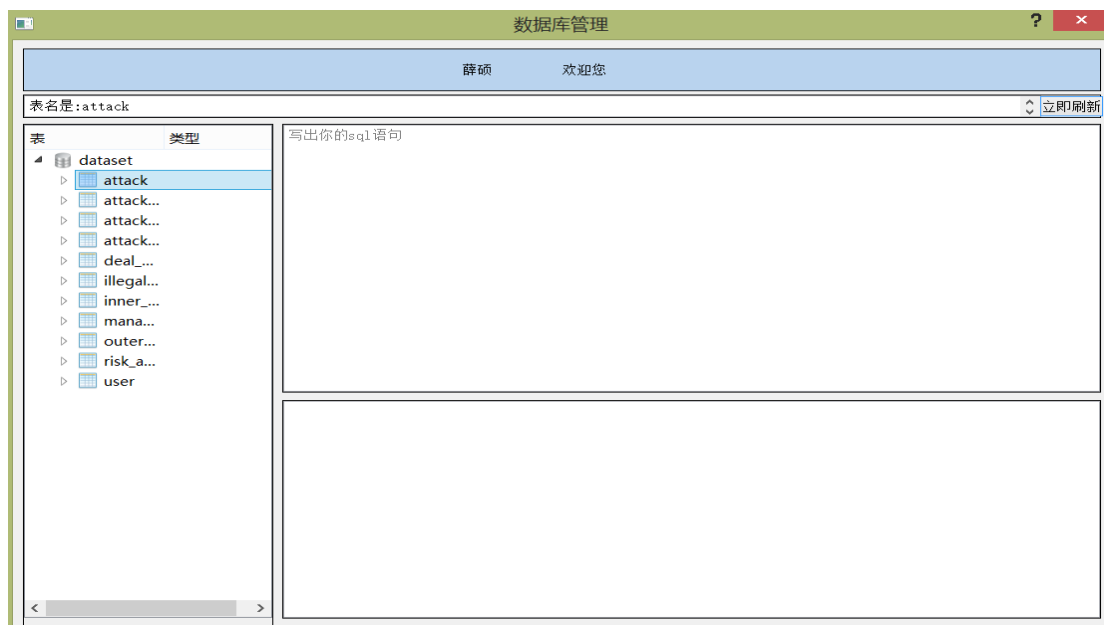 数据库管理
薛硕 欢迎您
表名是:attack
立即刷新
表 类型
写出你的sql语句
dataset
attack
attack...
attack...
attack...
deal_...
illegal...
inner_...
mana...
outer...
risk_a...
user